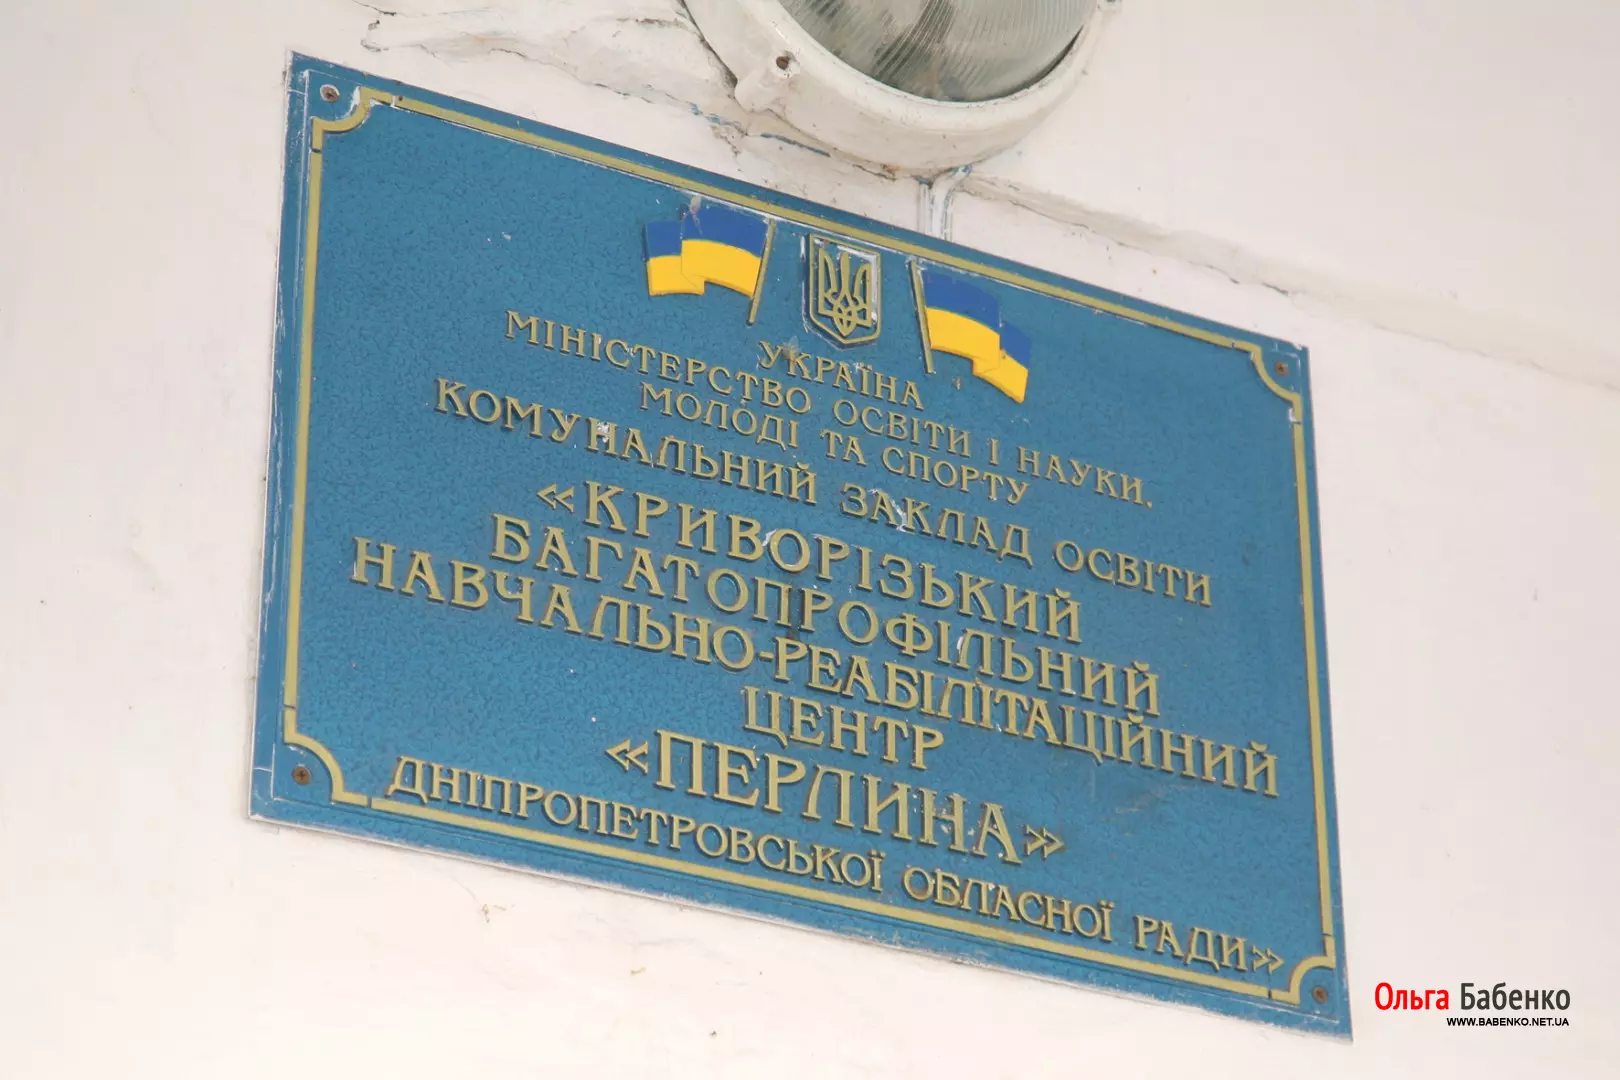 УКРАЇНА
МІНІСТЕРСТВО ОСВІТИ І НАУКИ,
МОЛОДІ ТА СПОРТУ
КОМУНАЛЬНИЙ ЗАКЛАД ОСВІТИ
«КРИВОРІЗЬКИЙ
БАГАТОПРОФІЛЬНИЙ
НАВЧАЛЬНО-РЕАБІЛІТАЦІЙНИЙ
ЦЕНТР
«ПЕРЛИНА»
ДНІПРОПЕТРОВСЬКОЇ ОБЛАСНОЇ РАДИ»
Ольга Бабенко
WWW.BABENKO.NET.UA